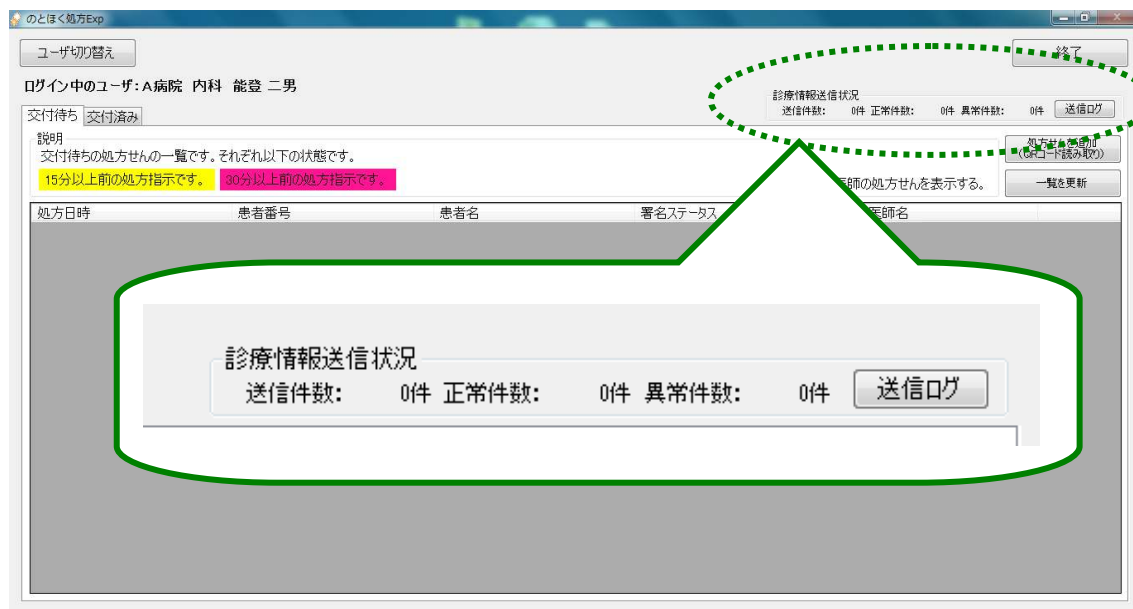 のとほく処方Exp
ユーザ切り替え
終了
ログイン中のユーザ:A病院 内科 能登 二男
診療情報送信状況
送信件数: 0件 正常件数: 0件 異常件数: 0件 送信ログ
交付待ち 交付済み
説明
交付待ちの処方せんの一覧です。それぞれ以下の状態です。
処方せんを追加
(QRコード読み取り)
15分以上前の処方指示です。 30分以上前の処方指示です。
医師の処方せんを表示する。 一覧を更新
処方日時 患者番号 患者名 署名ステータス 医師名
診療情報送信状況
送信件数: 0件 正常件数: 0件 異常件数: 0件 送信ログ